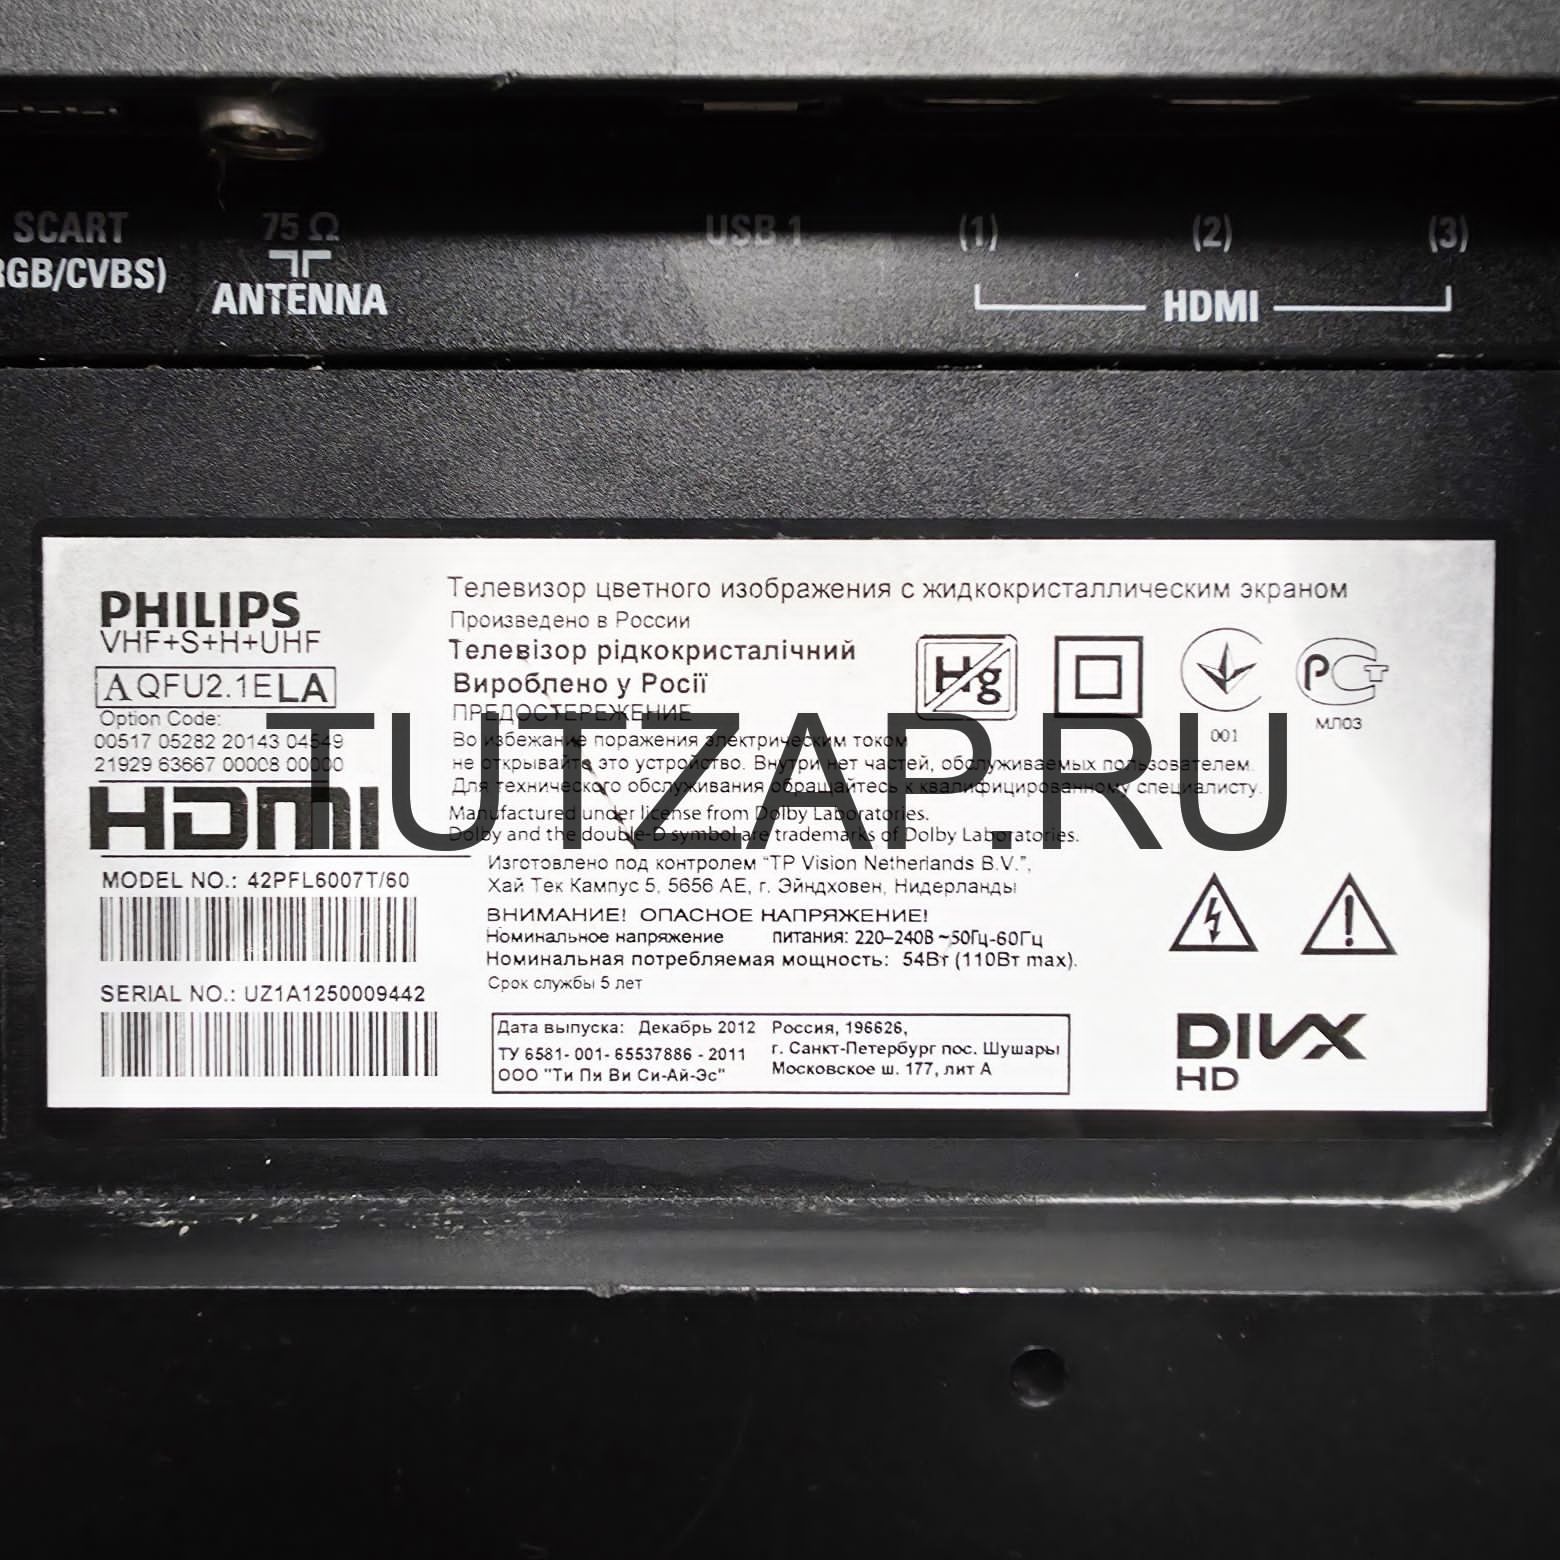 SCART
RGB/CVBS)
75 Ω
ANTENNA
USB 1
(1)
(2)
(3)
HDMI
PHILIPS
VHF+S+H+UHF
A QFU2.1E LA
Option Code:
00517 05282 20143 04549
21929 63667 00008 00000
HDMI
MODEL NO.: 42PFL6007T/60
SERIAL NO.: UZ1A1250009442
Телевизор цветного изображения с жидкокристаллическим экраном
Произведено в России
Телевізор рідкокристалічний
Вироблено у Росії
ПРЕДОСТЕРЕЖЕНИЕ
Во избежание поражения электрическим током
не открывайте это устройство. Внутри нет частей, обслуживаемых пользователем.
Для технического обслуживания обращайтесь к квалифицированному специалисту.
Manufactured under license from Dolby Laboratories.
Dolby and the double-D symbol are trademarks of Dolby Laboratories.
Изготовлено под контролем “TP Vision Netherlands B.V.”,
Хай Тек Кампус 5, 5656 AE, г. Эйндховен, Нидерланды
ВНИМАНИЕ! ОПАСНОЕ НАПРЯЖЕНИЕ!
Номинальное напряжение питания: 220–240В ~50Гц-60Гц
Номинальная потребляемая мощность: 54Вт (110Вт max).
Срок службы 5 лет
Дата выпуска: Декабрь 2012
ТУ 6581- 001- 65537886 - 2011
ООО "Ти Пи Ви Си-Ай-Эс"
Россия, 196626,
г. Санкт-Петербург пос. Шушары
Московское ш. 177, лит А
Hg
001
РСТ
МЛ03
DIVX
HD
TUTZAP.RU